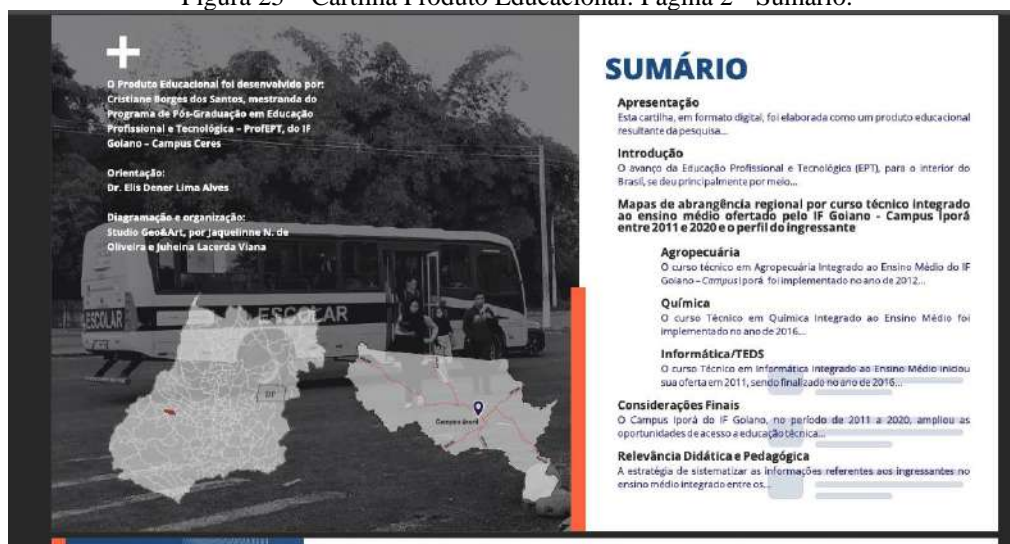 Figura 25 – Cartilha Produto Educacional: Página 2 - Sumário.
O Produto Educacional foi desenvolvido por:
Cristiane Borges dos Santos, mestranda do
Programa de Pós-Graduação em Educação
Profissional e Tecnológica – ProfEPT, do IF
Goiano – Campus Ceres
Orientação:
Dr. Elis Dener Lima Alves
Diagramação e organização:
Studio Geo&Art, por Jaquelinne N. de
Oliveira e Juheina Lacerda Viana
ESCOLAR
ESCOLAR
DF
Campus Iporá
SUMÁRIO
Apresentação
Esta cartilha, em formato digital, foi elaborada como um produto educacional
resultante da pesquisa...
Introdução
O avanço da Educação Profissional e Tecnológica (EPT), para o interior do
Brasil, se deu principalmente por meio...
Mapas de abrangência regional por curso técnico integrado
ao ensino médio ofertado pelo IF Goiano - Campus Iporá
entre 2011 e 2020 e o perfil do ingressante
Agropecuária
O curso técnico em Agropecuária Integrado ao Ensino Médio do IF
Goiano – Campus Iporá foi implementado no ano de 2012...
Química
O curso Técnico em Química Integrado ao Ensino Médio foi
implementado no ano de 2016...
Informática/TEDS
O curso Técnico em Informática Integrado ao Ensino Médio iniciou
sua oferta em 2011, sendo finalizado no ano de 2016...
Considerações Finais
O Campus Iporá do IF Goiano, no período de 2011 a 2020, ampliou as
oportunidades de acesso a educação técnica...
Relevância Didática e Pedagógica
A estratégia de sistematizar as informações referentes aos ingressantes no
ensino médio integrado entre os...